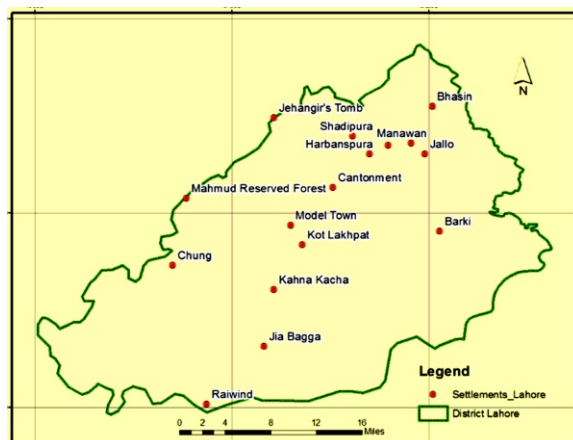 Bhasin
N
Jehangir's Tomb
Shadipura
Manawan
Harbanspura
Jallo
Cantonment
Mahmud Reserved Forest
Model Town
Barki
Kot Lakhpat
Chung
Kahna Kacha
Jia Bagga
Legend
Raiwind
Settlements_Lahore
District Lahore
0 2 4 8 12 16
Miles